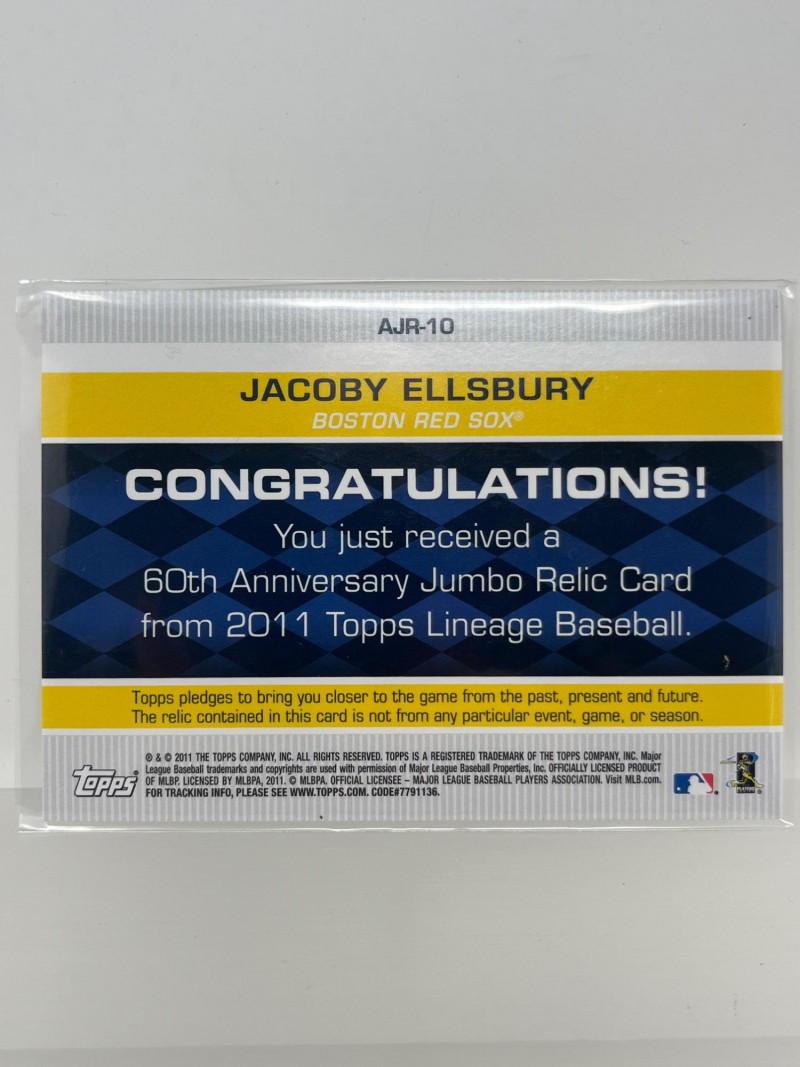 AJR-10
JACOBY ELLSBURY
BOSTON RED SOX®
CONGRATULATIONS!
You just received a
60th Anniversary Jumbo Relic Card
from 2011 Topps Lineage Baseball.
Topps pledges to bring you closer to the game from the past, present and future.
The relic contained in this card is not from any particular event, game, or season.
® & © 2011 THE TOPPS COMPANY, INC. ALL RIGHTS RESERVED. TOPPS IS A REGISTERED TRADEMARK OF THE TOPPS COMPANY, INC. Major
League Baseball trademarks and copyrights are used with permission of Major League Baseball Properties, Inc. OFFICIALLY LICENSED PRODUCT
OF MLBP. LICENSED BY MLBPA, 2011. © MLBPA. OFFICIAL LICENSEE – MAJOR LEAGUE BASEBALL PLAYERS ASSOCIATION. Visit MLB.com.
FOR TRACKING INFO, PLEASE SEE WWW.TOPPS.COM. CODE#7791136.
topps®
PLAYERS